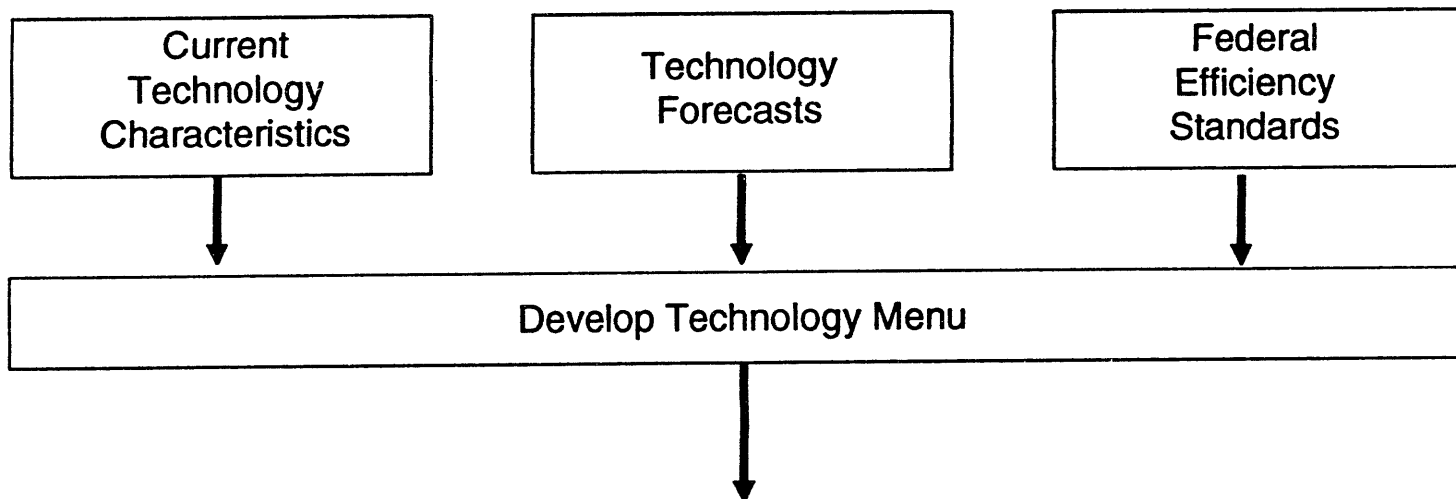 Current
Technology
Characteristics
Technology
Forecasts
Federal
Efficiency
Standards
Develop Technology Menu